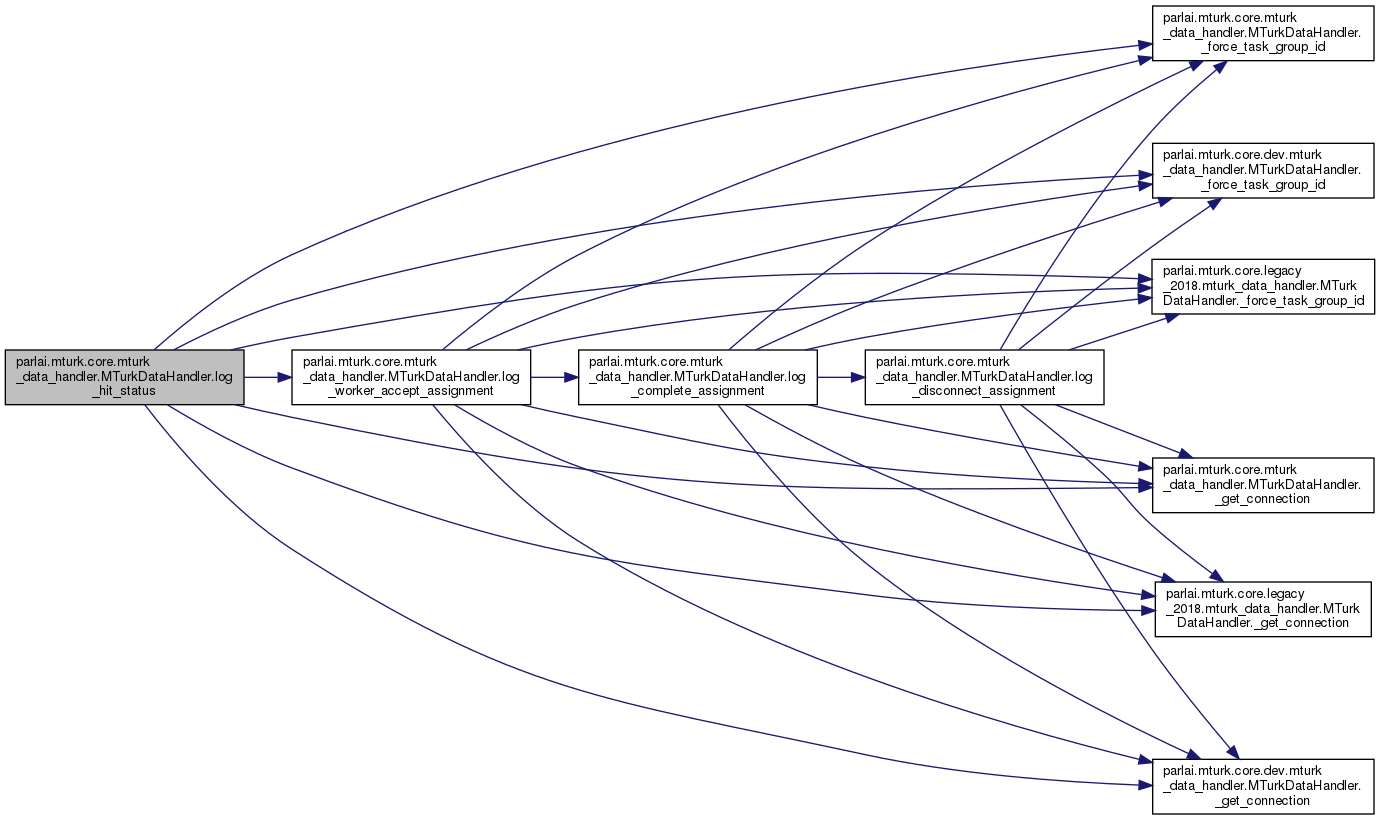 parlai.mturk.core.mturk
_data_handler.MTurkDataHandler.
_force_task_group_id
parlai.mturk.core.dev.mturk
_data_handler.MTurkDataHandler.
_force_task_group_id
parlai.mturk.core.legacy
_2018.mturk_data_handler.MTurk
DataHandler._force_task_group_id
parlai.mturk.core.mturk
_data_handler.MTurkDataHandler.log
_hit_status
parlai.mturk.core.mturk
_data_handler.MTurkDataHandler.log
_worker_accept_assignment
parlai.mturk.core.mturk
_data_handler.MTurkDataHandler.log
_complete_assignment
parlai.mturk.core.mturk
_data_handler.MTurkDataHandler.log
_disconnect_assignment
parlai.mturk.core.mturk
_data_handler.MTurkDataHandler.
_get_connection
parlai.mturk.core.legacy
_2018.mturk_data_handler.MTurk
DataHandler._get_connection
parlai.mturk.core.dev.mturk
_data_handler.MTurkDataHandler.
_get_connection